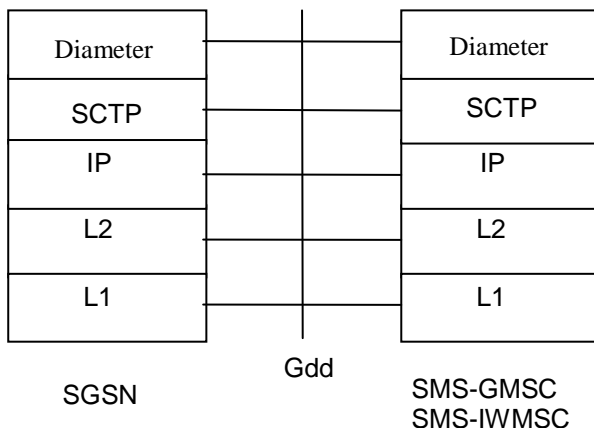 Diameter Diameter
SCTP SCTP
IP IP
L2 L2
L1 L1
Gdd
SGSN SMS-GMSC
SMS-IWMSC